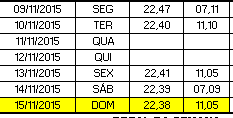 09/11/2015 SEG 22,47 07,11
10/11/2015 TER 22,40 11,10
11/11/2015 QUA
12/11/2015 QUI
13/11/2015 SEX 22,41 11,05
14/11/2015 SÁB 22,39 07,09
15/11/2015 DOM 22,38 11,05